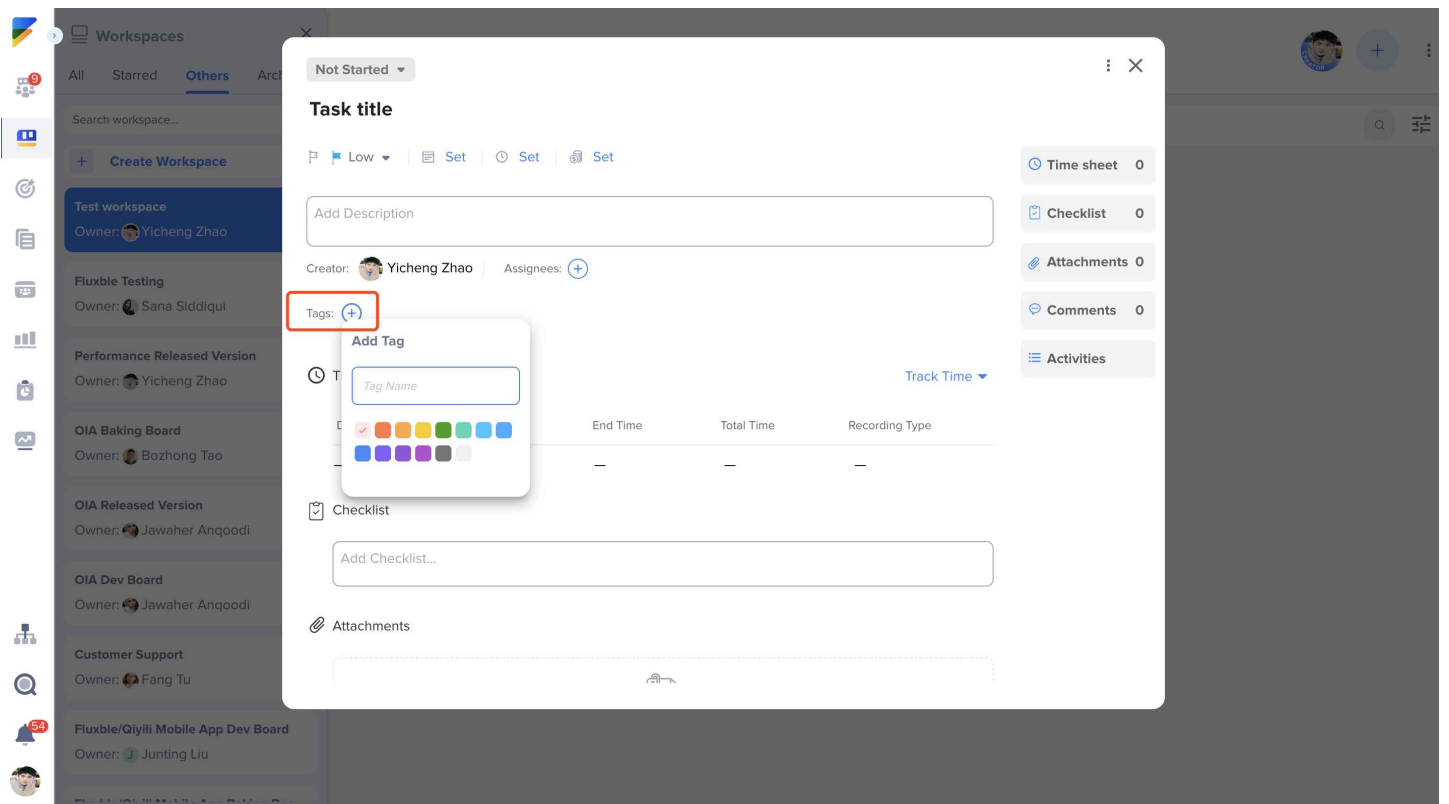 Workspaces
All Starred Others Arch
Search workspace...
+ Create Workspace
Test workspace
Owner: Yicheng Zhao
Fluxble Testing
Owner: Sana Siddiqui
Performance Released Version
Owner: Yicheng Zhao
OIA Baking Board
Owner: Bozhong Tao
OIA Released Version
Owner: Jawaher Anqoodi
OIA Dev Board
Owner: Jawaher Anqoodi
Customer Support
Owner: Fang Tu
Fluxble/Qiyili Mobile App Dev Board
Owner: J Junting Liu
9
54
Not Started
Task title
Low Set Set Set
Add Description
Creator: Yicheng Zhao Assignees:
Tags:
Add Tag
Tag Name
T Track Time
End Time Total Time Recording Type
— — — —
Checklist
Add Checklist...
Attachments
Time sheet 0
Checklist 0
Attachments 0
Comments 0
Activities
CREATOR